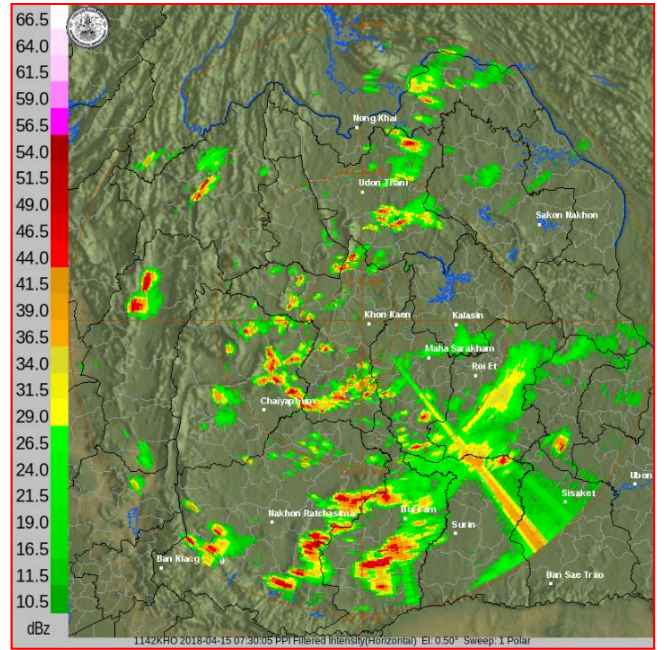 66.5
64.0
61.5
59.0
56.5
54.0
51.5
49.0
46.5
44.0
41.5
39.0
36.5
34.0
31.5
29.0
26.5
24.0
21.5
19.0
16.5
14.0
11.5
10.5
dBz
Nong Khai
Udon Thani
Sakon Nakhon
Khon Kaen
Kalasin
Maha Sarakham
Roi Et
Chaiyaphum
Ubon
Sisaket
Nakhon Ratchasima
Buriram
Surin
Ban Klang
Ban Sae Trao
1142KHO 2018-04-15 07:30:05 PPI Filtered Intensity(Horizontal) El: 0.50° Sweep: 1 Polar